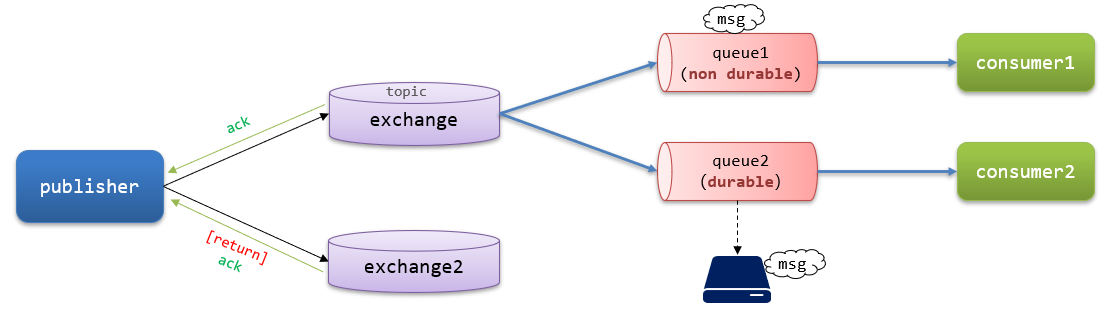 msg
queue1
(non durable)
consumer1
topic
exchange
ack
publisher
queue2
(durable)
consumer2
[return]
ack
exchange2
msg